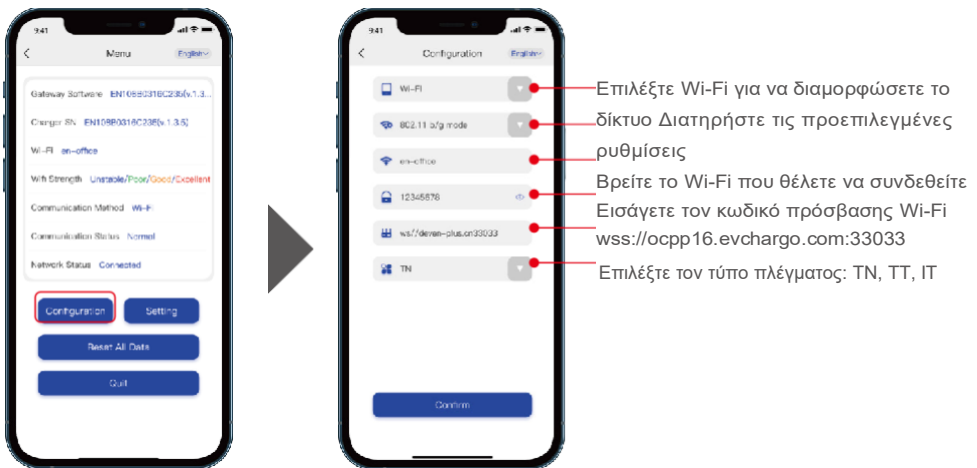 9:41
Menu
English
Gateway Software EN108B0316C235(v.1.3...
Charger SN EN108B0316C235(v.1.3.5)
Wi-Fi en-office
Wifi Strength Unstable/Poor/Good/Excellent
Communication Method Wi-Fi
Communication Status Normal
Network Status Connected
Configuration
Setting
Reset All Data
Quit
9:41
Configuration
English
Wi-Fi
802.11 b/g mode
en-office
12345678
ws://deven-plus.cn33033
TN
Confirm
Επιλέξτε Wi-Fi για να διαμορφώσετε το
δίκτυο Διατηρήστε τις προεπιλεγμένες
ρυθμίσεις
Βρείτε το Wi-Fi που θέλετε να συνδεθείτε
Εισάγετε τον κωδικό πρόσβασης Wi-Fi
wss://ocpp16.evchargo.com:33033
Επιλέξτε τον τύπο πλέγματος: TN, TT, IT